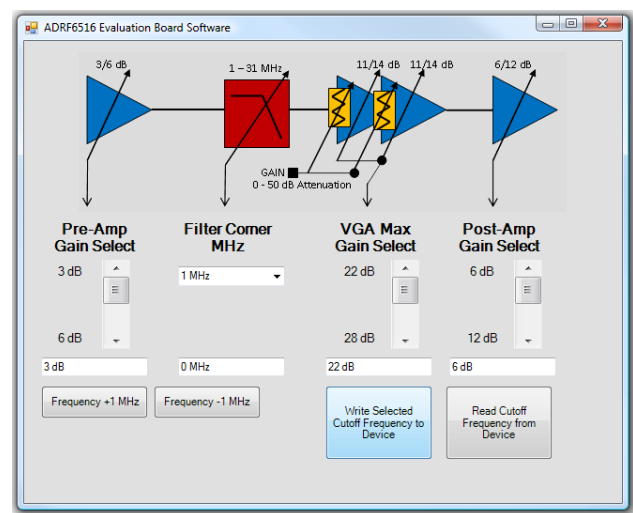 ADRF6516 Evaluation Board Software
3/6 dB
1 – 31 MHz
11/14 dB 11/14 dB
6/12 dB
GAIN
0 - 50 dB Attenuation
Pre-Amp
Gain Select
Filter Corner
MHz
VGA Max
Gain Select
Post-Amp
Gain Select
3 dB
1 MHz
22 dB
6 dB
6 dB
28 dB
12 dB
3 dB
0 MHz
22 dB
6 dB
Frequency +1 MHz
Frequency -1 MHz
Write Selected
Cutoff Frequency to
Device
Read Cutoff
Frequency from
Device